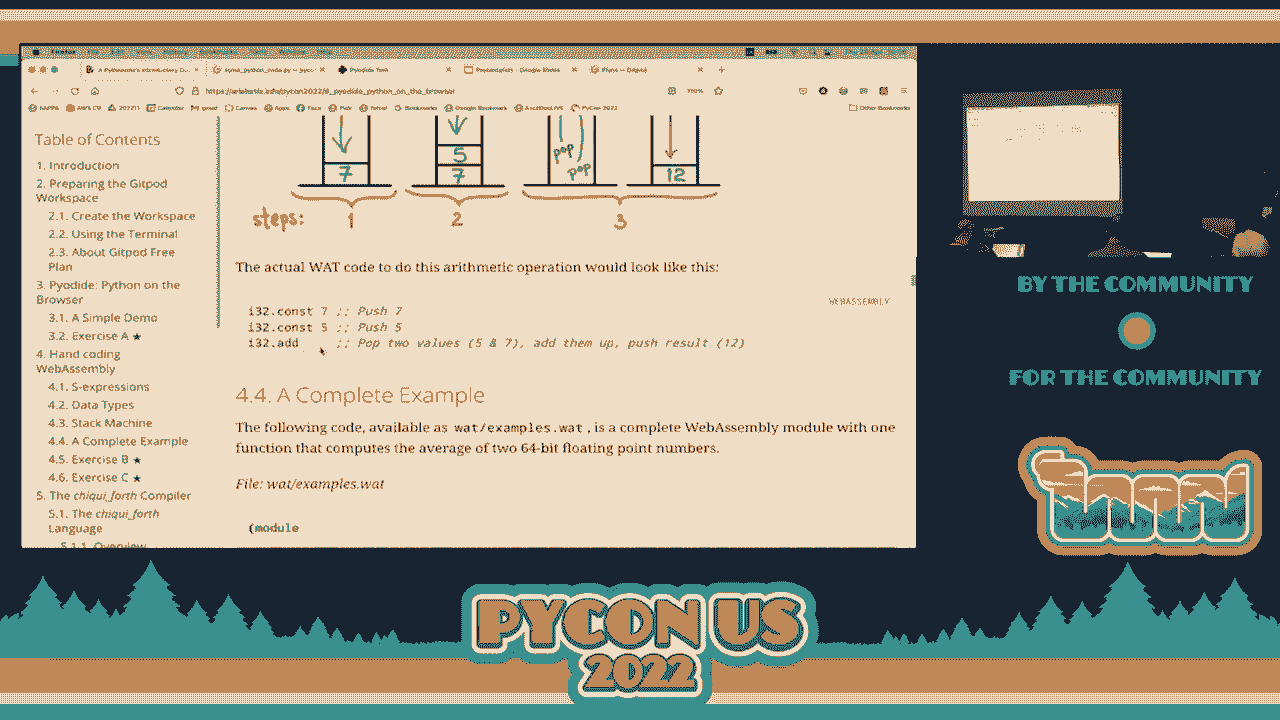 https://arielortiz.info/pycon2022/#_pyodide_python_on_the_browser
Other Bookmarks
Table of Contents
1. Introduction
2. Preparing the Gitpod
Workspace
2.1. Create the Workspace
2.2. Using the Terminal
2.3. About Gitpod Free
Plan
3. Pyodide: Python on the
Browser
3.1. A Simple Demo
3.2. Exercise A ★
4. Hand coding
WebAssembly
4.1. S-expressions
4.2. Data Types
4.3. Stack Machine
4.4. A Complete Example
4.5. Exercise B ★
4.6. Exercise C ★
5. The chiqui_forth Compiler
5.1. The chiqui_forth
Language
5.1.1. Overview
7
5
7
pop
pop
12
steps: 1 2 3
The actual WAT code to do this arithmetic operation would look like this:
WEBASSEMBLY
i32.const 7 ;; Push 7
i32.const 5 ;; Push 5
i32.add ;; Pop two values (5 & 7), add them up, push result (12)
4.4. A Complete Example
The following code, available as wat/examples.wat, is a complete WebAssembly module with one
function that computes the average of two 64-bit floating point numbers.
File: wat/examples.wat
(module
BY THE COMMUNITY
FOR THE COMMUNITY
PYCON US
2022